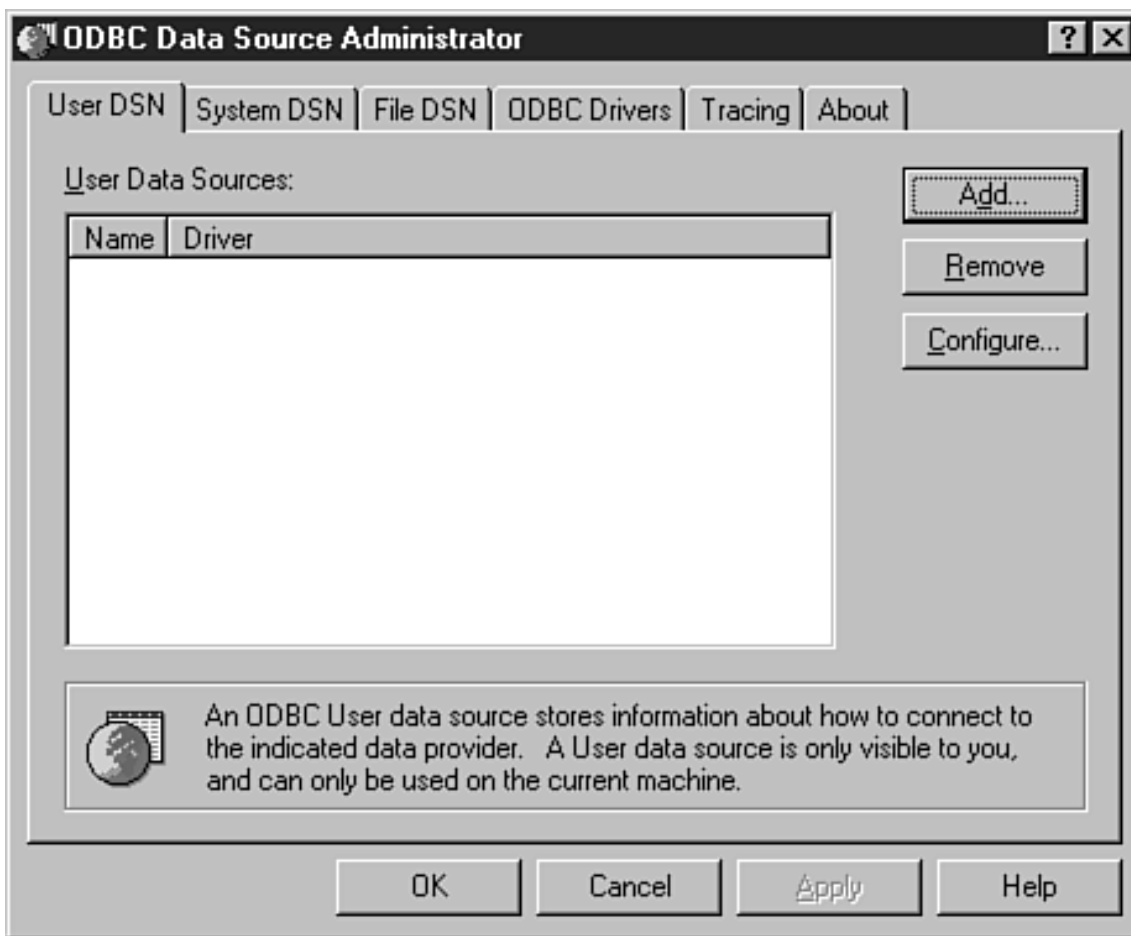 ODBC Data Source Administrator
User DSN
System DSN
File DSN
ODBC Drivers
Tracing
About
User Data Sources:
Name
Driver
Add...
Remove
Configure...
An ODBC User data source stores information about how to connect to
the indicated data provider.   A User data source is only visible to you,
and can only be used on the current machine.
OK
Cancel
Apply
Help